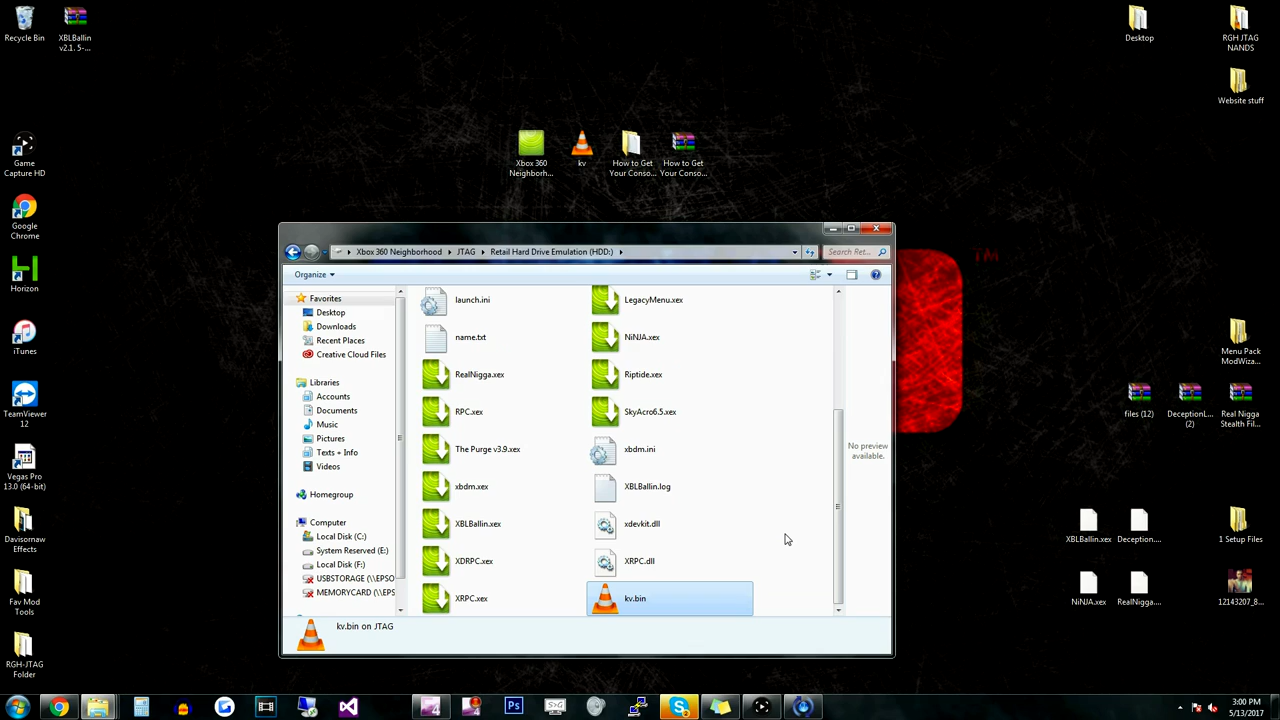 Recycle Bin
XBLBallin
v2.1. 5-...
Desktop
RGH JTAG
NANDS
Website stuff
Game
Capture HD
Xbox 360
Neighborh...
kv
How to Get
Your Conso...
How to Get
Your Conso...
Google
Chrome
Horizon
iTunes
TeamViewer
12
Vegas Pro
13.0 (64-bit)
Davisornaw
Effects
Fav Mod
Tools
RGH-JTAG
Folder
Xbox 360 Neighborhood
JTAG
Retail Hard Drive Emulation (HDD:)
Search Ret...
Organize
Favorites
Desktop
Downloads
Recent Places
Creative Cloud Files
Libraries
Accounts
Documents
Music
Pictures
Texts + Info
Videos
Homegroup
Computer
Local Disk (C:)
System Reserved (E:)
Local Disk (F:)
USBSTORAGE (\\EPS
MEMORYCARD (\\EPS
launch.ini
LegacyMenu.xex
name.txt
NiNJA.xex
RealNigga.xex
Riptide.xex
RPC.xex
SkyAcro6.5.xex
The Purge v3.9.xex
xbdm.ini
xbdm.xex
XBLBallin.log
XBLBallin.xex
xdevkit.dll
XDRPC.xex
XRPC.dll
XRPC.xex
kv.bin
No preview
available.
kv.bin on JTAG
TM
Menu Pack
ModWiza...
files (12)
DeceptionL...
(2)
Real Nigga
Stealth Fil...
XBLBallin.xex
Deception....
1 Setup Files
NiNJA.xex
RealNigga....
12143207_8...
Ps
S>G
3:00 PM
5/13/2017